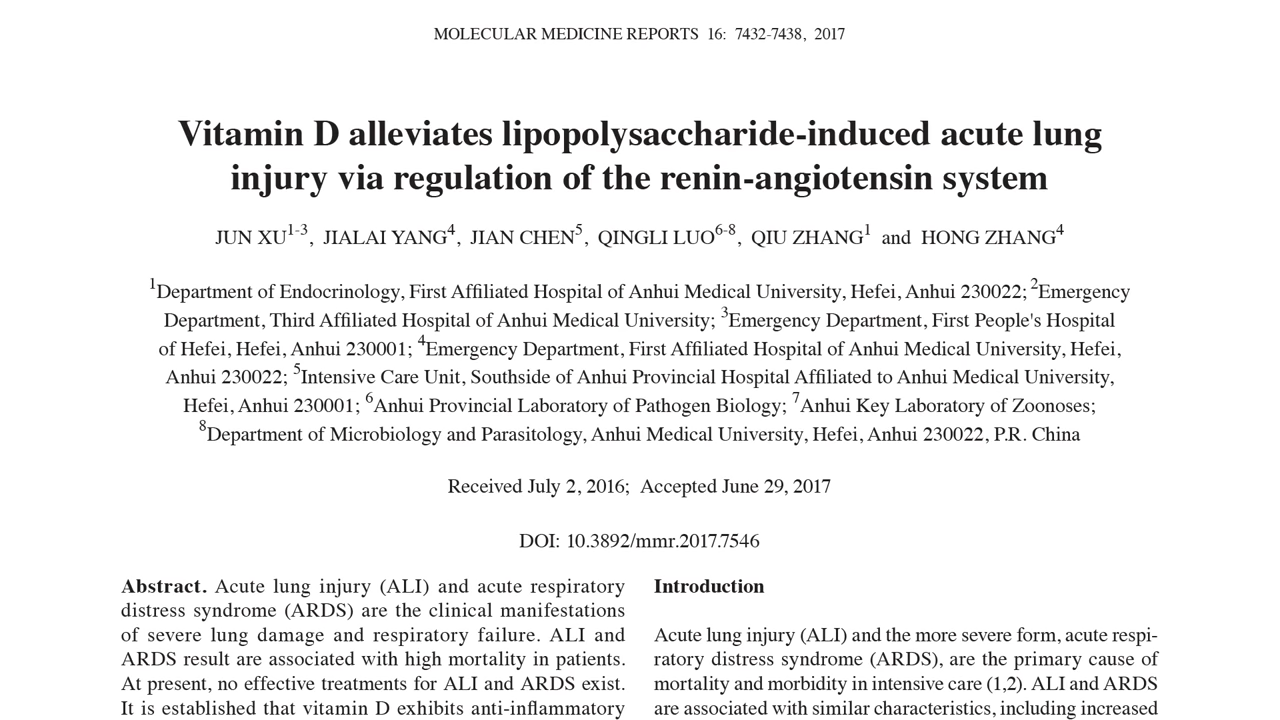 MOLECULAR MEDICINE REPORTS 16: 7432-7438, 2017
Vitamin D alleviates lipopolysaccharide-induced acute lung
injury via regulation of the renin-angiotensin system
JUN XU1-3, JIALAI YANG4, JIAN CHEN5, QINGLI LUO6-8, QIU ZHANG1 and HONG ZHANG4
1Department of Endocrinology, First Affiliated Hospital of Anhui Medical University, Hefei, Anhui 230022; 2Emergency
Department, Third Affiliated Hospital of Anhui Medical University; 3Emergency Department, First People's Hospital
of Hefei, Hefei, Anhui 230001; 4Emergency Department, First Affiliated Hospital of Anhui Medical University, Hefei,
Anhui 230022; 5Intensive Care Unit, Southside of Anhui Provincial Hospital Affiliated to Anhui Medical University,
Hefei, Anhui 230001; 6Anhui Provincial Laboratory of Pathogen Biology; 7Anhui Key Laboratory of Zoonoses;
8Department of Microbiology and Parasitology, Anhui Medical University, Hefei, Anhui 230022, P.R. China
Received July 2, 2016; Accepted June 29, 2017
DOI: 10.3892/mmr.2017.7546
Abstract. Acute lung injury (ALI) and acute respiratory
distress syndrome (ARDS) are the clinical manifestations
of severe lung damage and respiratory failure. ALI and
ARDS result are associated with high mortality in patients.
At present, no effective treatments for ALI and ARDS exist.
It is established that vitamin D exhibits anti-inflammatory
Introduction
Acute lung injury (ALI) and the more severe form, acute respi-
ratory distress syndrome (ARDS), are the primary cause of
mortality and morbidity in intensive care (1,2). ALI and ARDS
are associated with similar characteristics, including increased